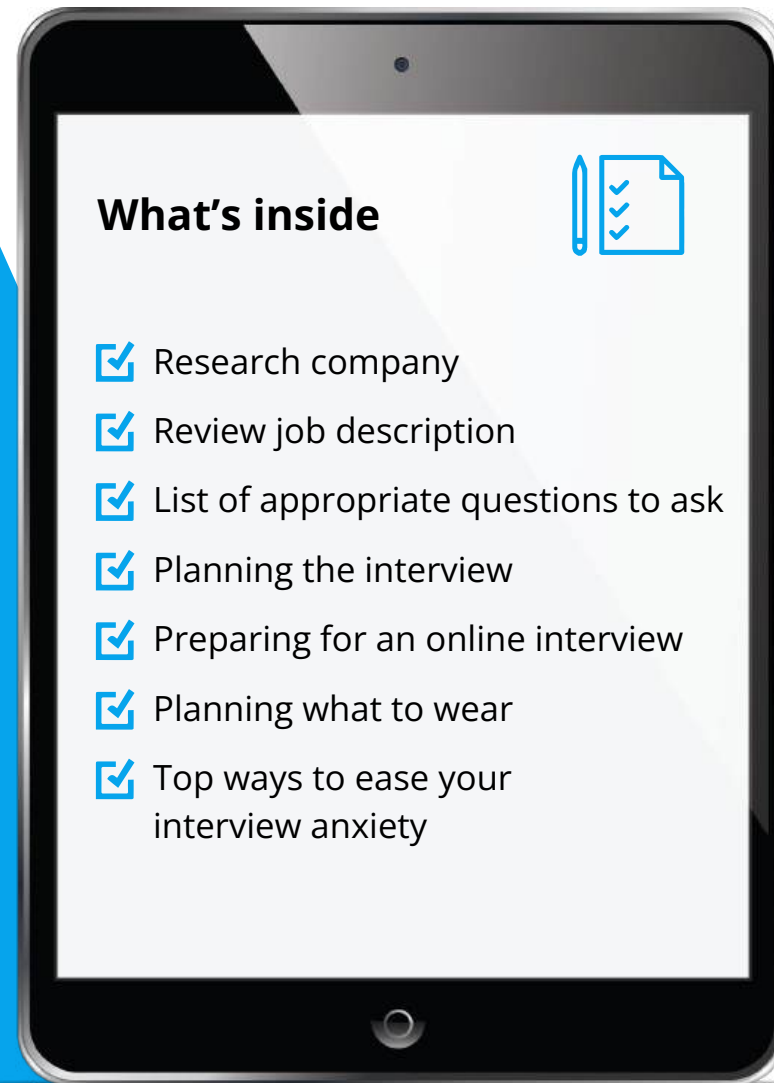 What’s inside
Research company
Review job description
List of appropriate questions to ask
Planning the interview
Preparing for an online interview
Planning what to wear
Top ways to ease your
interview anxiety